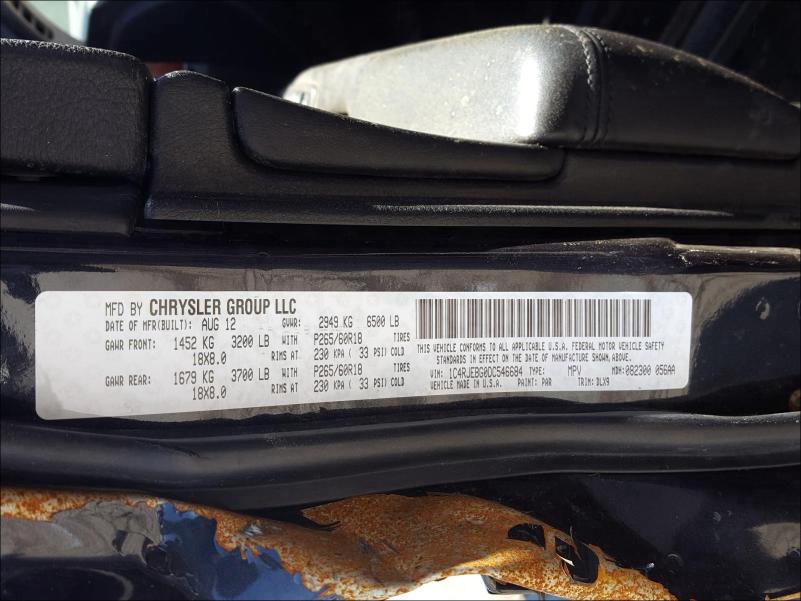 MFD BY CHRYSLER GROUP LLC
DATE OF MFR(BUILT): AUG 12 GVWR: 2949 KG 6500 LB
GAWR FRONT: 1452 KG 3200 LB WITH P265/60R18 TIRES
18X8.0 RIMS AT 230 KPA ( 33 PSI) COLD
GAWR REAR: 1679 KG 3700 LB WITH P265/60R18 TIRES
18X8.0 RIMS AT 230 KPA ( 33 PSI) COLD
THIS VEHICLE CONFORMS TO ALL APPLICABLE U.S.A. FEDERAL MOTOR VEHICLE SAFETY
STANDARDS IN EFFECT ON THE DATE OF MANUFACTURE SHOWN ABOVE.
VIN: 1C4RJEBG0DC546684 TYPE: MPV MDH: 082300 056AA
VEHICLE MADE IN U.S.A. PAINT: PAR TRIM: DLX9